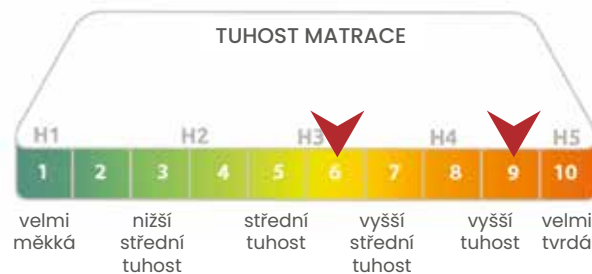 TUHOST MATRACE
H1 H2 H3 H4 H5
1 2 3 4 5 6 7 8 9 10
velmi měkká
nižší střední tuhost
střední tuhost
vyšší střední tuhost
vyšší tuhost
velmi tvrdá